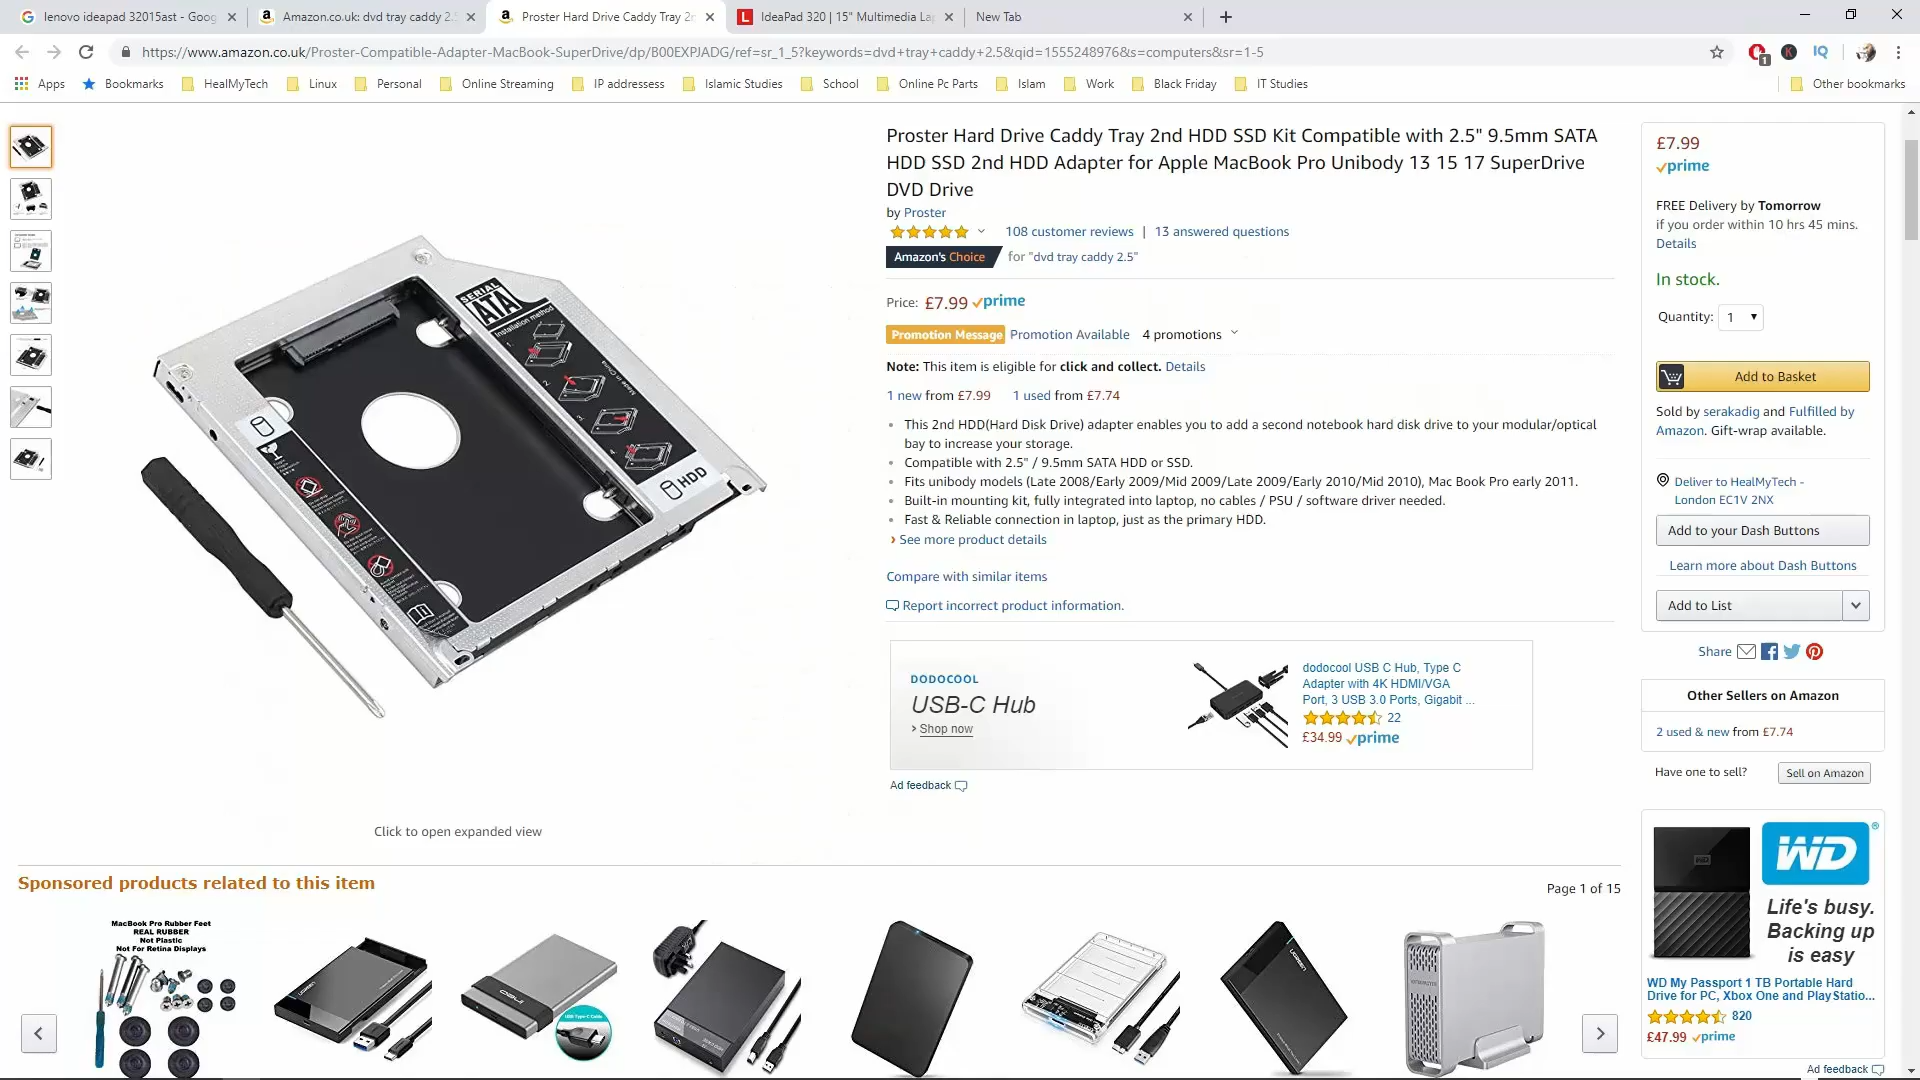 lenovo ideapad 32015ast - Goog
Amazon.co.uk: dvd tray caddy 2.5
Proster Hard Drive Caddy Tray 2n
IdeaPad 320 | 15" Multimedia Lap
New Tab
https://www.amazon.co.uk/Proster-Compatible-Adapter-MacBook-SuperDrive/dp/B00EXPJADG/ref=sr_1_5?keywords=dvd+tray+caddy+2.5&qid=1555248976&s=computers&sr=1-5
Apps
Bookmarks
HealMyTech
Linux
Personal
Online Streaming
IP addressess
Islamic Studies
School
Online Pc Parts
Islam
Work
Black Friday
IT Studies
Other bookmarks
Proster Hard Drive Caddy Tray 2nd HDD SSD Kit Compatible with 2.5" 9.5mm SATA
HDD SSD 2nd HDD Adapter for Apple MacBook Pro Unibody 13 15 17 SuperDrive
DVD Drive
by Proster
108 customer reviews | 13 answered questions
Amazon's Choice for "dvd tray caddy 2.5"
Price: £7.99 prime
Promotion Message Promotion Available 4 promotions
Note: This item is eligible for click and collect. Details
1 new from £7.99 1 used from £7.74
This 2nd HDD(Hard Disk Drive) adapter enables you to add a second notebook hard disk drive to your modular/optical
bay to increase your storage.
Compatible with 2.5" / 9.5mm SATA HDD or SSD.
Fits unibody models (Late 2008/Early 2009/Mid 2009/Late 2009/Early 2010/Mid 2010), Mac Book Pro early 2011.
Built-in mounting kit, fully integrated into laptop, no cables / PSU / software driver needed.
Fast & Reliable connection in laptop, just as the primary HDD.
› See more product details
Compare with similar items
Report incorrect product information.
SERIAL
ATA
Installation method
1.
2.
3.
4.
Made in China
HDD
DODOCOOL
USB-C Hub
› Shop now
dodocool USB C Hub, Type C
Adapter with 4K HDMI/VGA
Port, 3 USB 3.0 Ports, Gigabit ...
22
£34.99 prime
Ad feedback
Click to open expanded view
£7.99
prime
FREE Delivery by Tomorrow
if you order within 10 hrs 45 mins.
Details
In stock.
Quantity: 1
Add to Basket
Sold by serakadig and Fulfilled by
Amazon. Gift-wrap available.
Deliver to HealMyTech -
London EC1V 2NX
Add to your Dash Buttons
Learn more about Dash Buttons
Add to List
Share
Other Sellers on Amazon
2 used & new from £7.74
Have one to sell? Sell on Amazon
WD
Life's busy.
Backing up
is easy
WD My Passport 1 TB Portable Hard
Drive for PC, Xbox One and PlayStatio...
820
£47.99 prime
Ad feedback
Sponsored products related to this item
Page 1 of 15
MacBook Pro Rubber Feet
REAL RUBBER
Not Plastic
Not For Retina Displays
UGREEN
USB Type-C Cable
UGREEN